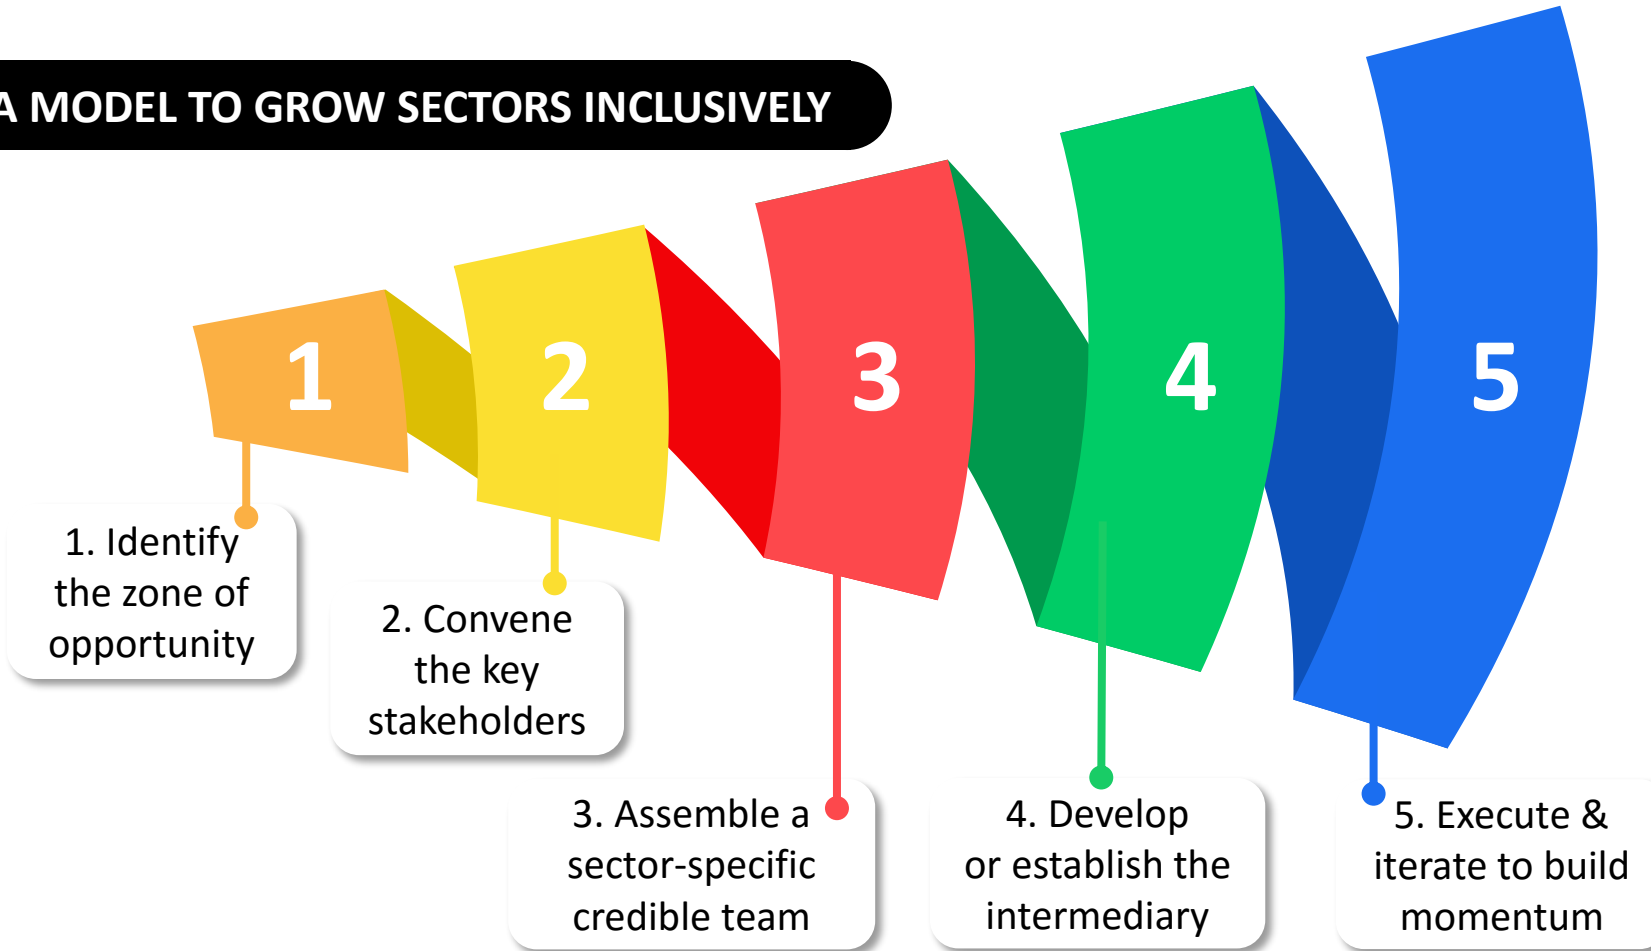 A MODEL TO GROW SECTORS INCLUSIVELY
1
2
3
4
5
1. Identify
the zone of
opportunity
2. Convene
the key
stakeholders
3. Assemble a
sector-specific
credible team
4. Develop
or establish the
intermediary
5. Execute &
iterate to build
momentum